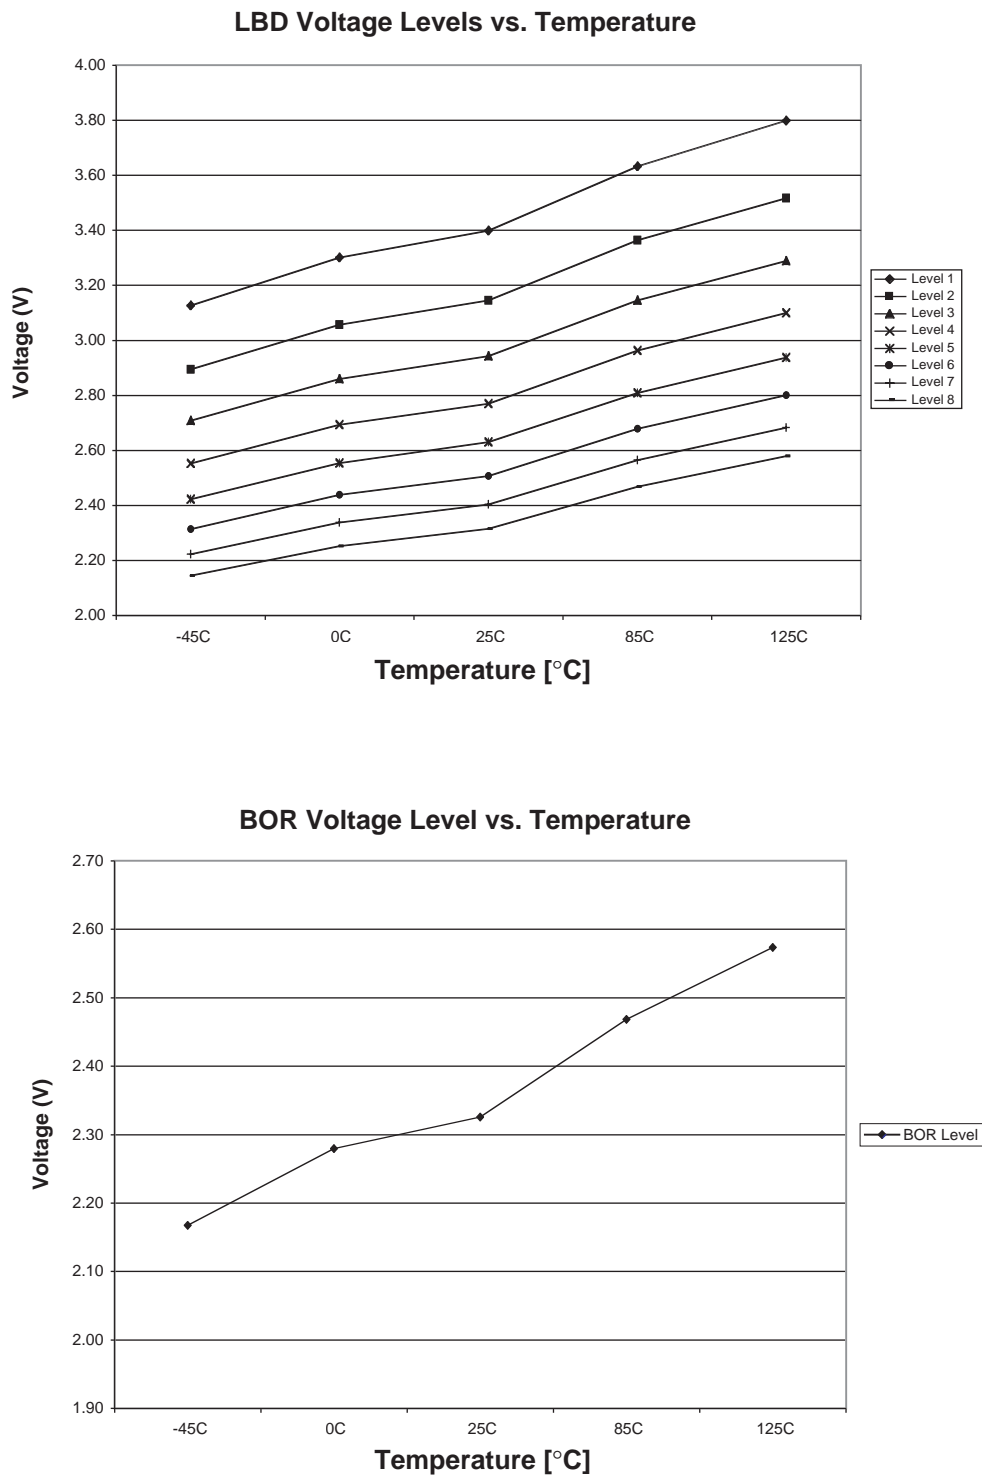 LBD Voltage Levels vs. Temperature
4.00
3.80
3.60
3.40
3.20
3.00
2.80
2.60
2.40
2.20
2.00
Voltage (V)
-45C 0C 25C 85C 125C
Temperature [°C]
Level 1
Level 2
Level 3
Level 4
Level 5
Level 6
Level 7
Level 8
BOR Voltage Level vs. Temperature
2.70
2.60
2.50
2.40
2.30
2.20
2.10
2.00
1.90
Voltage (V)
-45C 0C 25C 85C 125C
Temperature [°C]
BOR Level